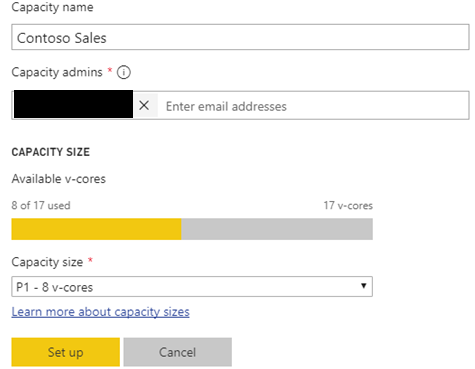 Capacity name
Contoso Sales
Capacity admins *
Enter email addresses
CAPACITY SIZE
Available v-cores
8 of 17 used 17 v-cores
Capacity size *
P1 - 8 v-cores
Learn more about capacity sizes
Set up Cancel